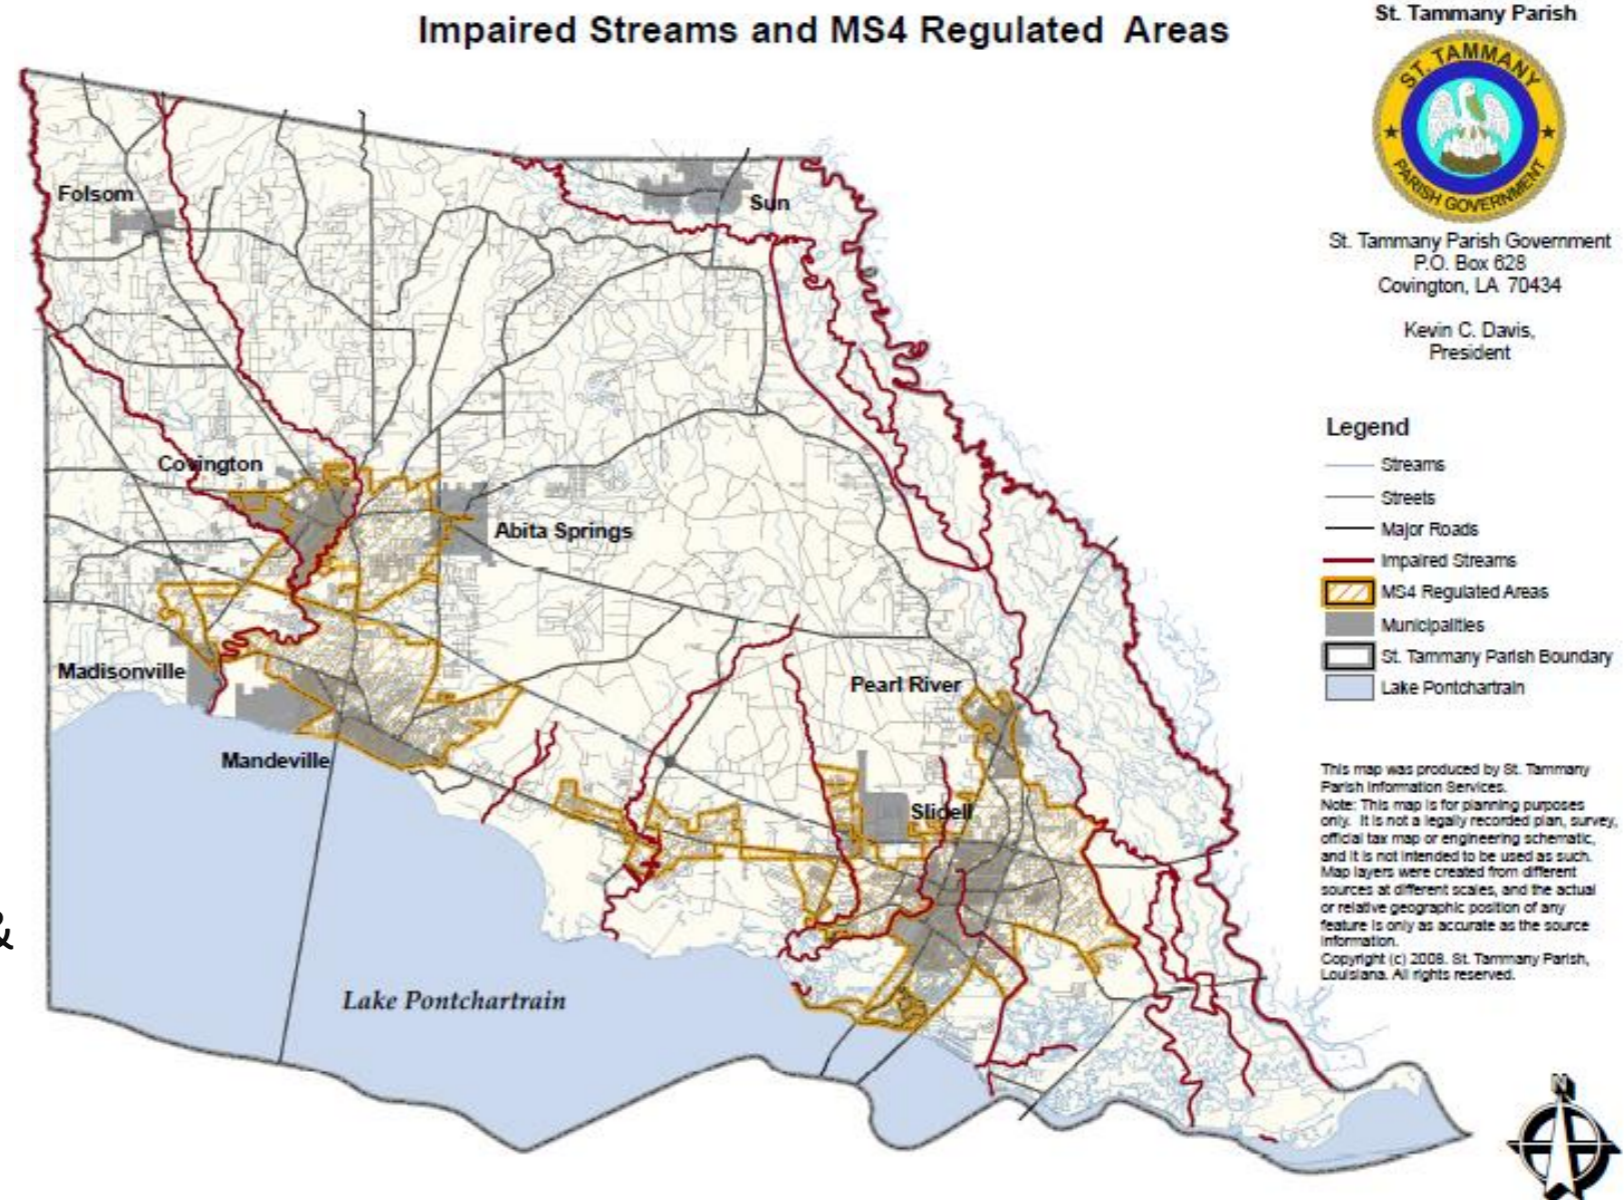 Impaired Streams and MS4 Regulated Areas
St. Tammany Parish
ST. TAMMANY
PARISH GOVERNMENT
St. Tammany Parish Government
P.O. Box 628
Covington, LA 70434
Kevin C. Davis,
President
Legend
Streams
Streets
Major Roads
Impaired Streams
MS4 Regulated Areas
Municipalities
St. Tammany Parish Boundary
Lake Pontchartrain
This map was produced by St. Tammany
Parish Information Services.
Note: This map is for planning purposes
only. It is not a legally recorded plan, survey,
official tax map or engineering schematic,
and it is not intended to be used as such.
Map layers were created from different
sources at different scales, and the actual
or relative geographic position of any
feature is only as accurate as the source
information.
Copyright (c) 2008. St. Tammany Parish,
Louisiana. All rights reserved.
N
Folsom
Sun
Covington
Abita Springs
Madisonville
Pearl River
Mandeville
Slidell
&
Lake Pontchartrain